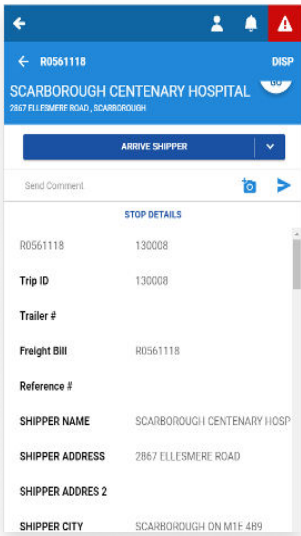 ← R0561118 DISP
SCARBOROUGH CENTENARY HOSPITAL GO
2867 ELLESMERE ROAD , SCARBOROUGH
ARRIVE SHIPPER
Send Comment
STOP DETAILS
R0561118 130008
Trip ID 130008
Trailer #
Freight Bill R0561118
Reference #
SHIPPER NAME SCARBOROUGH CENTENARY HOSP
SHIPPER ADDRESS 2867 ELLESMERE ROAD
SHIPPER ADDRES 2
SHIPPER CITY SCARBOROUGH ON M1E 4B9